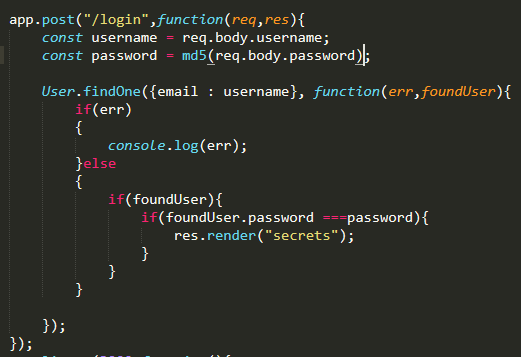 app.post("/login",function(req,res){
const username = req.body.username;
const password = md5(req.body.password);
User.findOne({email : username}, function(err,foundUser){
if(err)
{
console.log(err);
}else
{
if(foundUser){
if(foundUser.password ===password){
res.render("secrets");
}
}
}
});
});